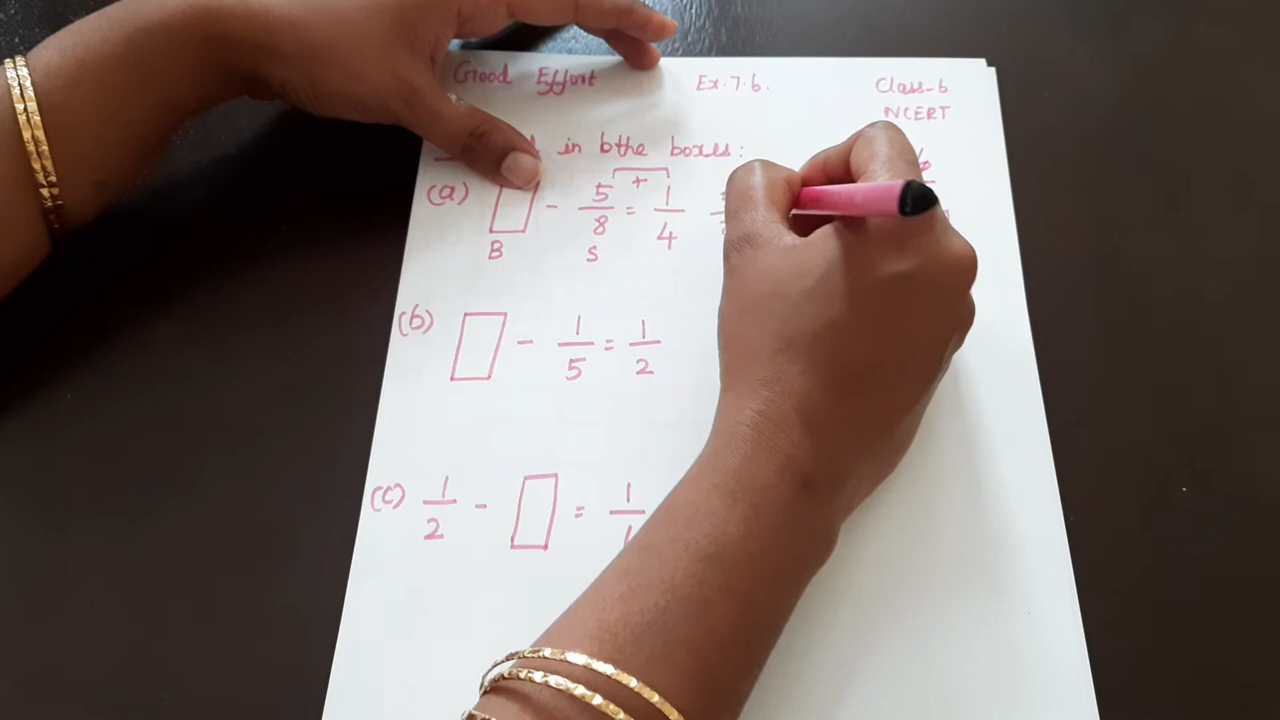 Good Effort Ex.7.6. Class-6
NCERT
in bthe boxes:
+
(a) - 5/8 = 1/4
B S
(b) - 1/5 = 1/2
(c) 1/2 - = 1/